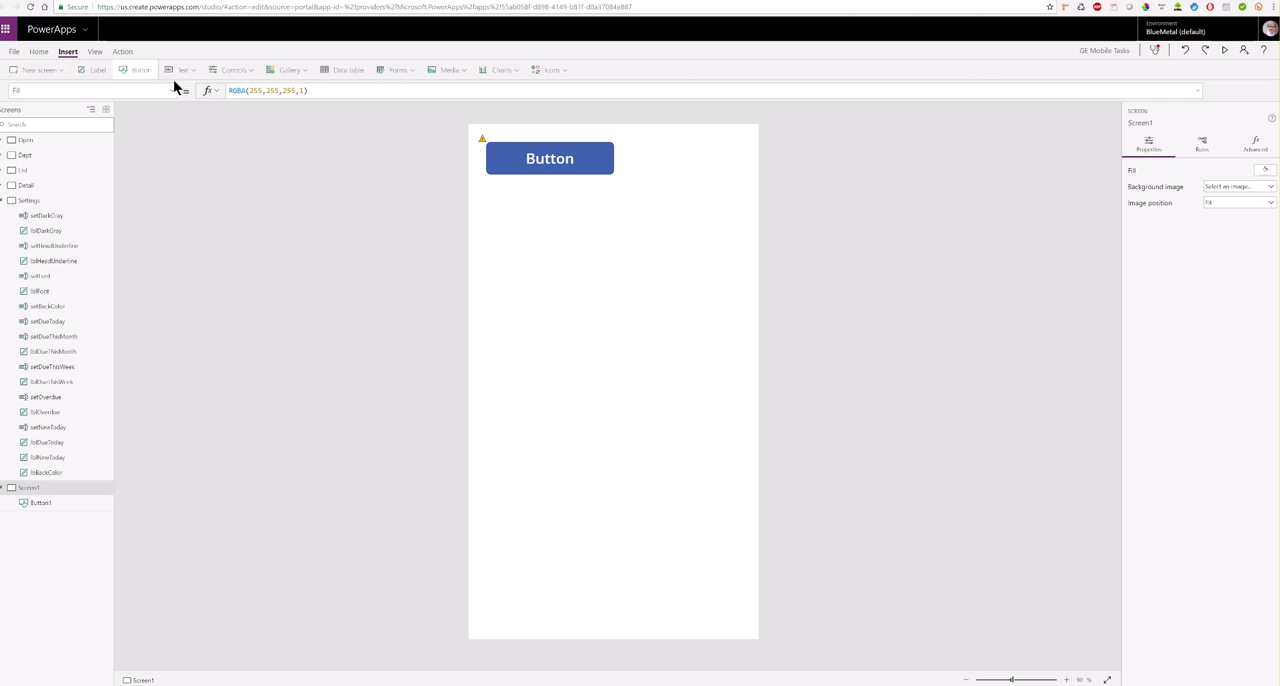 Secure https://us.create.powerapps.com/studio/#action=edit&source=portal&app-id=%2fproviders%2fMicrosoft.PowerApps%2fapps%2f55ab058f-d898-4149-b81f-d0a37084e887
PowerApps
Environment
BlueMetal (default)
File Home Insert View Action
GE Mobile Tasks
New screen Label Button Text Controls Gallery Data table Forms Media Charts Icons
Fill = fx RGBA(255,255,255,1)
Screens
Search
Open
Dept
List
Detail
Settings
setDarkGray
lblDarkGray
setHeadUnderline
lblHeadUnderline
setFont
lblFont
setBackColor
setDueToday
setDueThisMonth
lblDueThisMonth
setDueThisWeek
lblDueThisWeek
setOverdue
lblOverdue
setNewToday
lblDueToday
lblNewToday
lblBackColor
Screen1
Button1
Button
SCREEN
Screen1
Properties Rules Advanced
Fill
Background image Select an image...
Image position Fit
Screen1
90 %